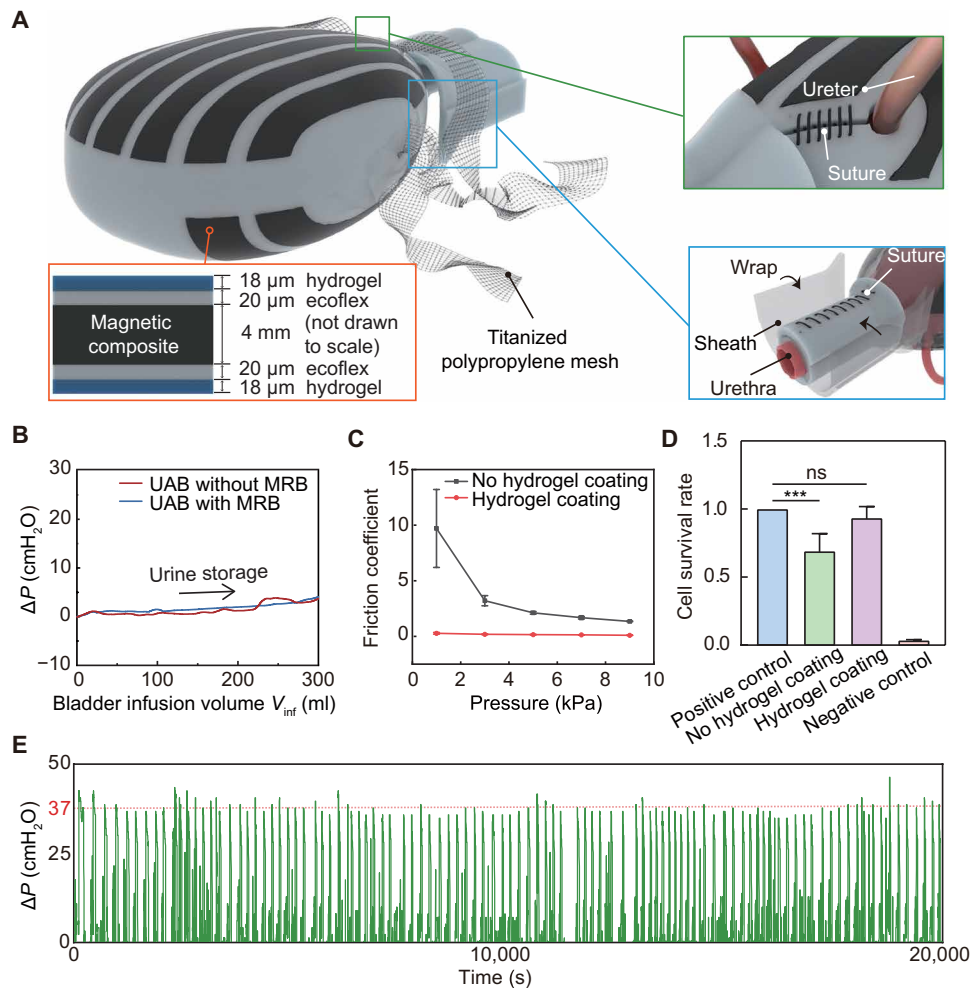 A
Ureter
Suture
18 µm hydrogel
20 µm ecoflex
Magnetic composite
4 mm (not drawn to scale)
20 µm ecoflex
18 µm hydrogel
Titanized
polypropylene mesh
Wrap
Suture
Sheath
Urethra
B
30
20
10
0
−10
ΔP (cmH₂O)
UAB without MRB
UAB with MRB
Urine storage
0 100 200 300
Bladder infusion volume V_inf (ml)
C
15
10
5
0
Friction coefficient
No hydrogel coating
Hydrogel coating
0 2 4 6 8 10
Pressure (kPa)
D
1.5
1.0
0.5
0.0
Cell survival rate
ns
***
Positive control
No hydrogel coating
Hydrogel coating
Negative control
E
50
37
25
0
ΔP (cmH₂O)
0 10,000 20,000
Time (s)